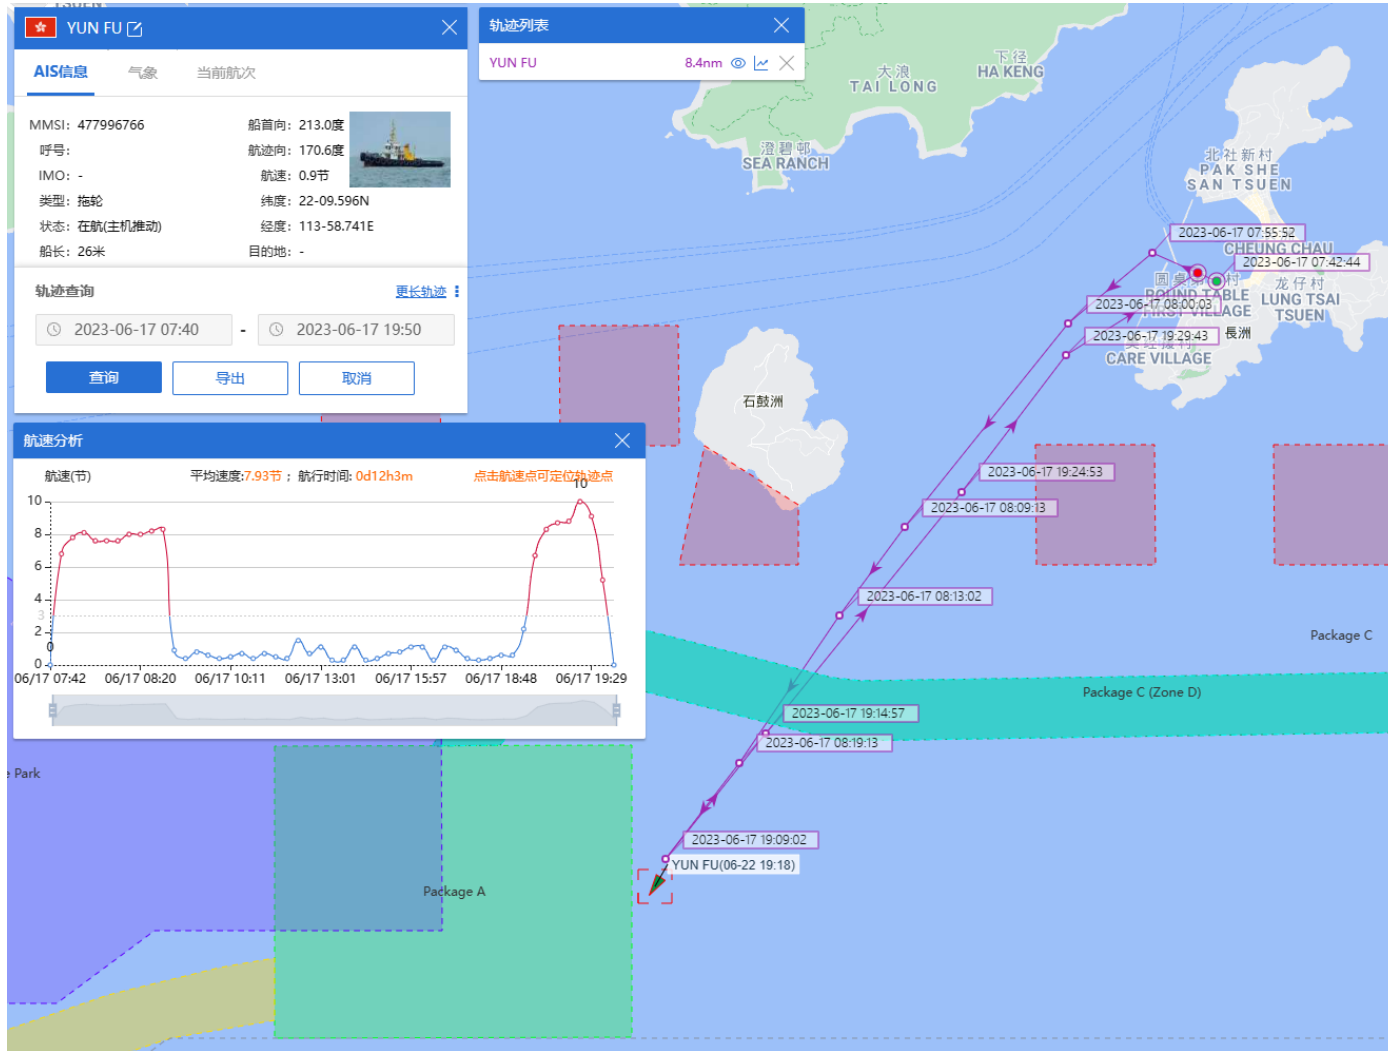 TSUEN
YUN FU
AIS信息 气象 当前航次
MMSI: 477996766 船首向: 213.0度
呼号: 航迹向: 170.6度
IMO: - 航速: 0.9节
类型: 拖轮 纬度: 22-09.596N
状态: 在航(主机推动) 经度: 113-58.741E
船长: 26米 目的地: -
轨迹查询 更长轨迹
2023-06-17 07:40 - 2023-06-17 19:50
查询 导出 取消
轨迹列表
YUN FU 8.4nm
航速分析
航速(节) 平均速度:7.93节 ; 航行时间: 0d12h3m 点击航速点可定位轨迹点
10
10
8
6
4
3
2
0
0
06/17 07:42 06/17 08:20 06/17 10:11 06/17 13:01 06/17 15:57 06/17 18:48 06/17 19:29
下徑
HA KENG
大浪
TAI LONG
澄碧邨
SEA RANCH
北社新村
PAK SHE
SAN TSUEN
2023-06-17 07:55:52
CHEUNG CHAU
2023-06-17 07:42:44
ROUND TABLE
FIRST VILLAGE
龙仔村
LUNG TSAI
TSUEN
2023-06-17 08:00:03
2023-06-17 19:29:43
長洲
CARE VILLAGE
石鼓洲
2023-06-17 19:24:53
2023-06-17 08:09:13
2023-06-17 08:13:02
Package C
Package C (Zone D)
2023-06-17 19:14:57
2023-06-17 08:19:13
Park
2023-06-17 19:09:02
YUN FU(06-22 19:18)
Package A